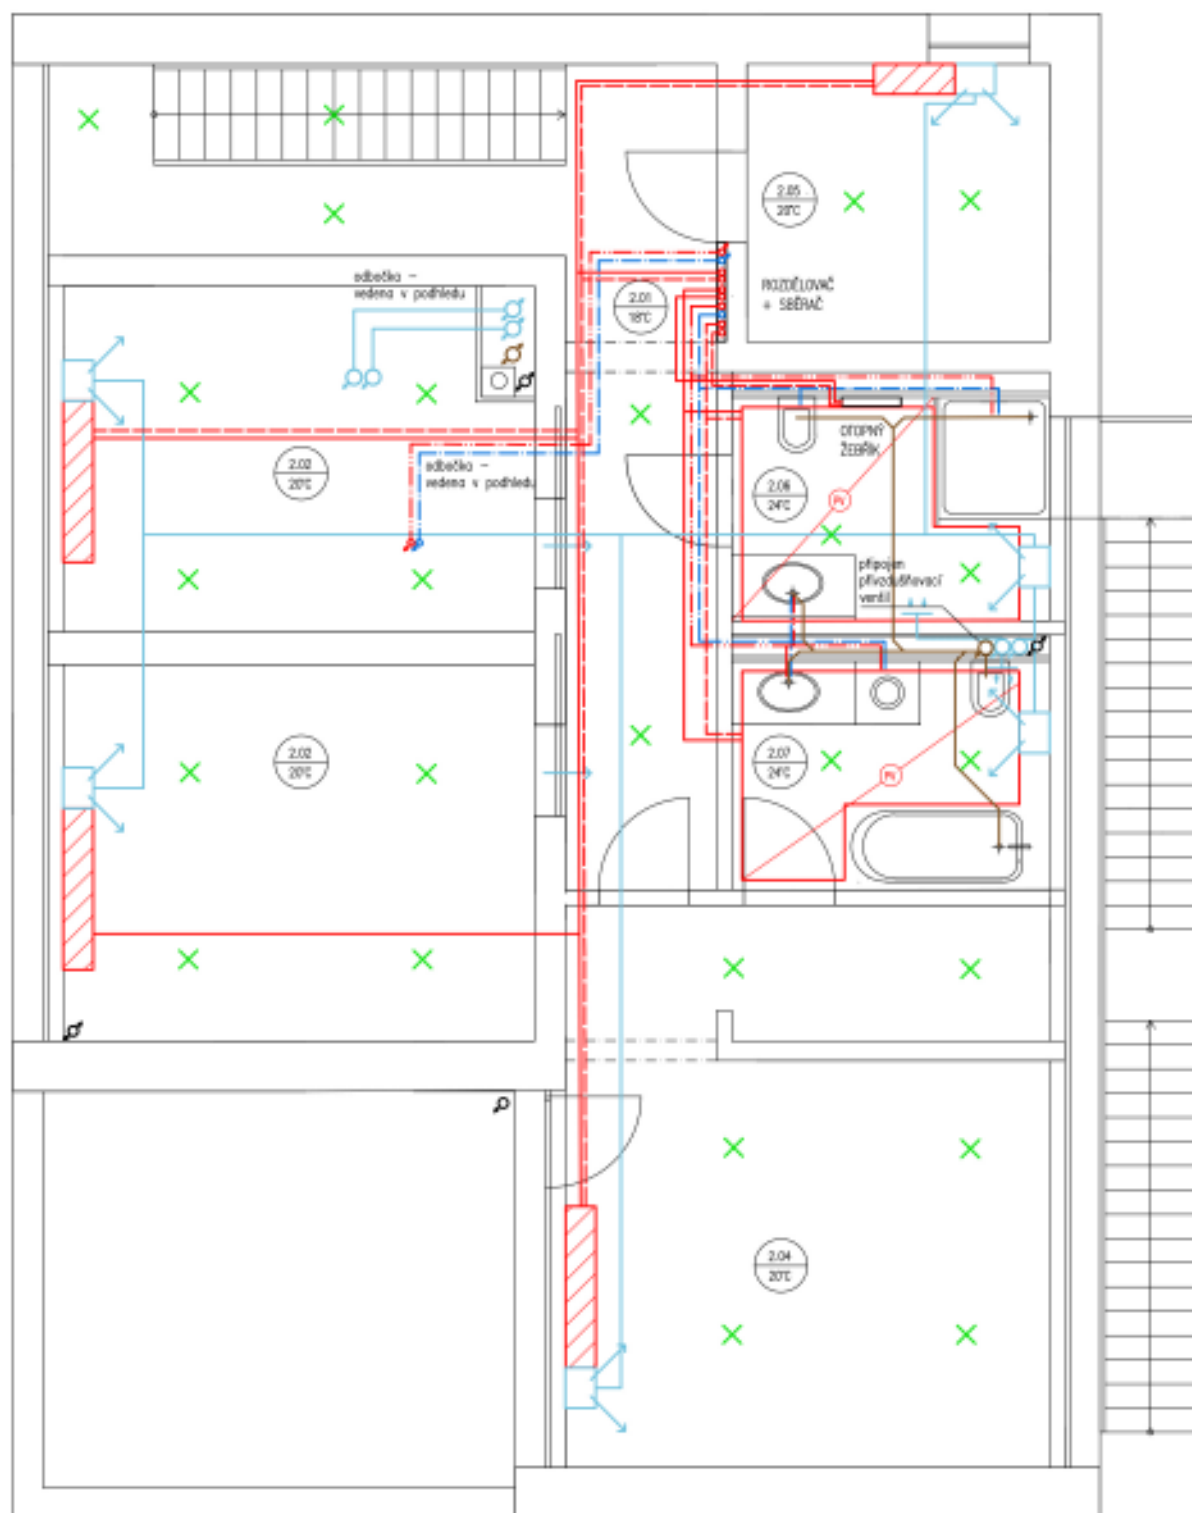 2.05
20°C
odbočka –
vedena v podhledu
ROZDĚLOVAČ
+ SBĚRAČ
2.01
18°C
OTOPNÝ
ŽEBŘÍK
2.02
20°C
odbočka –
vedena v podhledu
2.06
24°C
připojen
přivzdušňovací
ventil
2.02
20°C
2.07
24°C
2.04
20°C